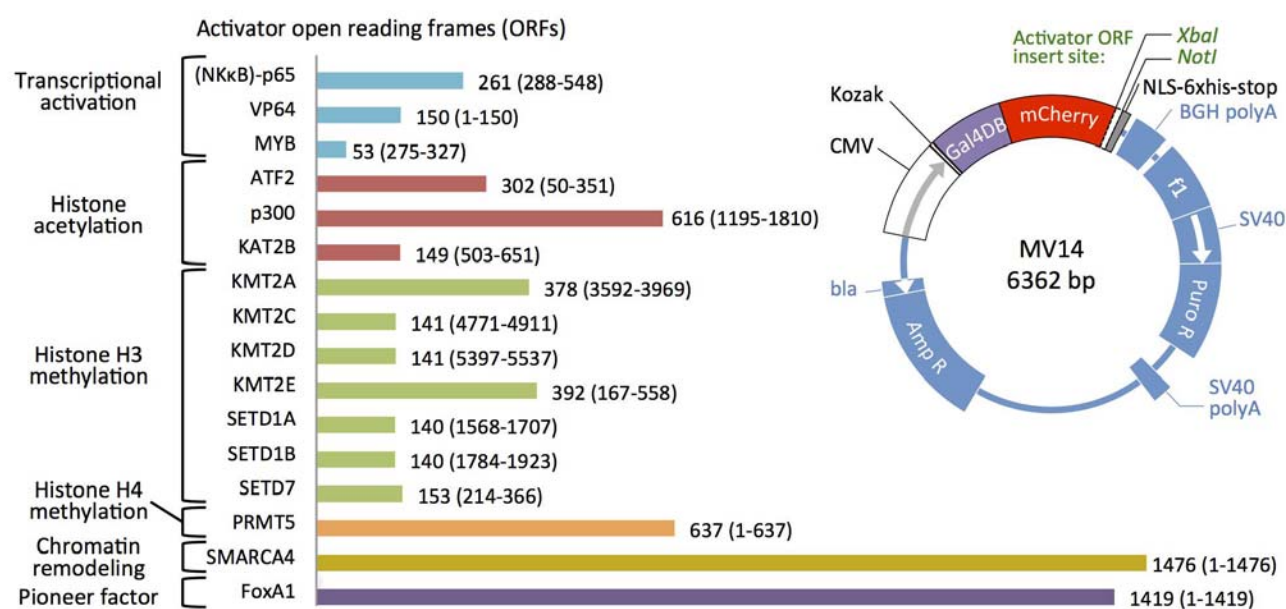 Activator open reading frames (ORFs)
Transcriptional
activation
(NKκB)-p65
261 (288-548)
VP64
150 (1-150)
MYB
53 (275-327)
Histone
acetylation
ATF2
302 (50-351)
p300
616 (1195-1810)
KAT2B
149 (503-651)
Histone H3
methylation
KMT2A
378 (3592-3969)
KMT2C
141 (4771-4911)
KMT2D
141 (5397-5537)
KMT2E
392 (167-558)
SETD1A
140 (1568-1707)
SETD1B
140 (1784-1923)
SETD7
153 (214-366)
Histone H4
methylation
PRMT5
637 (1-637)
Chromatin
remodeling
SMARCA4
1476 (1-1476)
Pioneer factor
FoxA1
1419 (1-1419)
Activator ORF
insert site:
XbaI
NotI
NLS-6xhis-stop
BGH polyA
Kozak
CMV
Gal4DB
mCherry
f1
SV40
MV14
6362 bp
Puro R
bla
Amp R
SV40
polyA